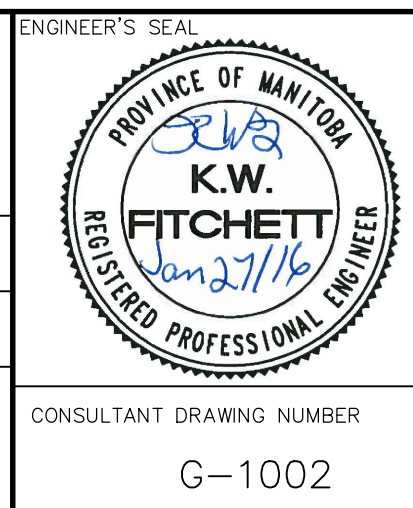 ENGINEER'S SEAL
PROVINCE OF MANITOBA
K.W.
FITCHETT
Jan 27/16
REGISTERED PROFESSIONAL ENGINEER
CONSULTANT DRAWING NUMBER
G-1002